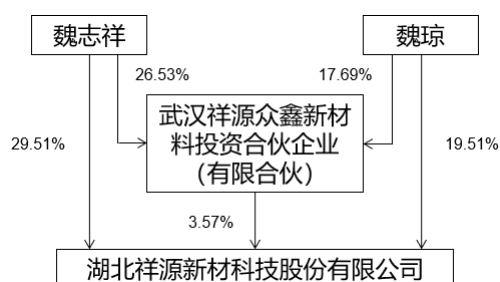 魏志祥
魏琼
26.53%
17.69%
武汉祥源众鑫新材
料投资合伙企业
（有限合伙）
29.51%
19.51%
3.57%
湖北祥源新材科技股份有限公司